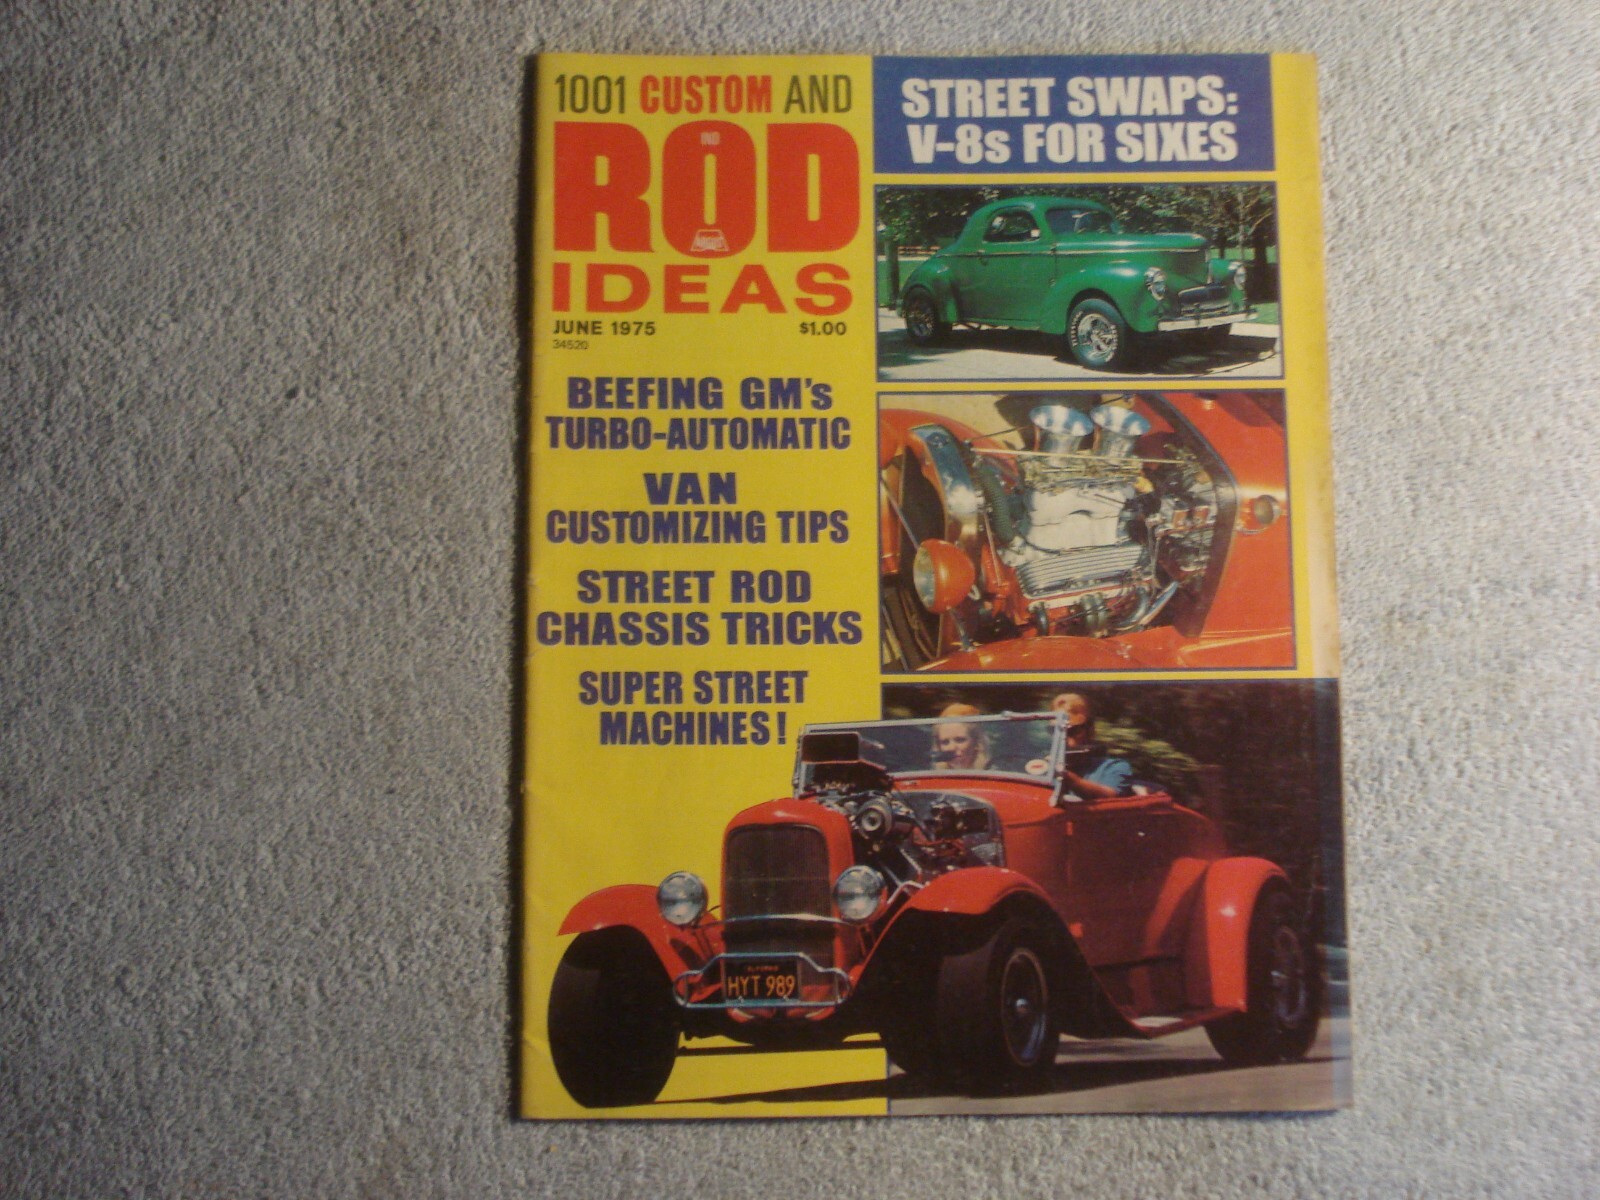 1001 CUSTOM AND
ROD
IDEAS
JUNE 1975 $1.00
34520
BEEFING GM's
TURBO-AUTOMATIC
VAN
CUSTOMIZING TIPS
STREET ROD
CHASSIS TRICKS
SUPER STREET
MACHINES!
STREET SWAPS:
V-8s FOR SIXES
HYT 989